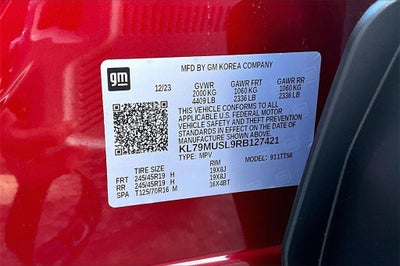 gm
MFD BY GM KOREA COMPANY
12/23 GVWR GAWR FRT GAWR RR
2000 KG 1060 KG 1060 KG
4409 LB 2336 LB 2336 LB
THIS VEHICLE CONFORMS TO ALL
APPLICABLE U.S. FEDERAL MOTOR
VEHICLE SAFETY AND THEFT PREVENTION
STANDARDS IN EFFECT ON THE DATE OF
MANUFACTURE SHOWN ABOVE.
KL79MUSL9RB127421
TYPE: MPV MODEL: 911TT56
TIRE SIZE RIM
FRT 245/45R19 H 19X8J
RR 245/45R19 H 19X8J
SPA T125/70R16 M 16X4BT